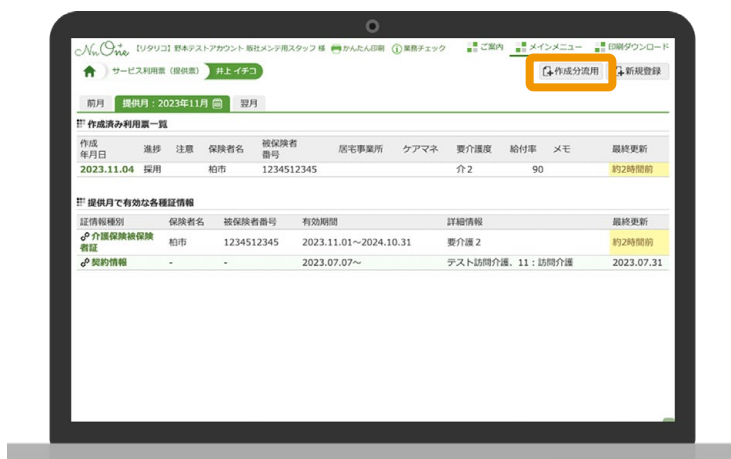 NnOne 【リタリコ】野本テストアカウント 販社メンテ用スタッフ 様 かんたん印刷 業務チェック ご案内 メインメニュー 印刷ダウンロード
サービス利用票（提供票） 井上 イチコ 作成分流用 新規登録
前月 提供月：2023年11月 翌月
作成済み利用票一覧
作成年月日 進捗 注意 保険者名 被保険者番号 居宅事業所 ケアマネ 要介護度 給付率 メモ 最終更新
2023.11.04 採用 柏市 1234512345 介2 90 約2時間前
提供月で有効な各種証情報
証情報種別 保険者名 被保険者番号 有効期間 詳細情報 最終更新
介護保険被保険者証 柏市 1234512345 2023.11.01～2024.10.31 要介護2 約2時間前
契約情報 - - 2023.07.07～ テスト訪問介護、11：訪問介護 2023.07.31